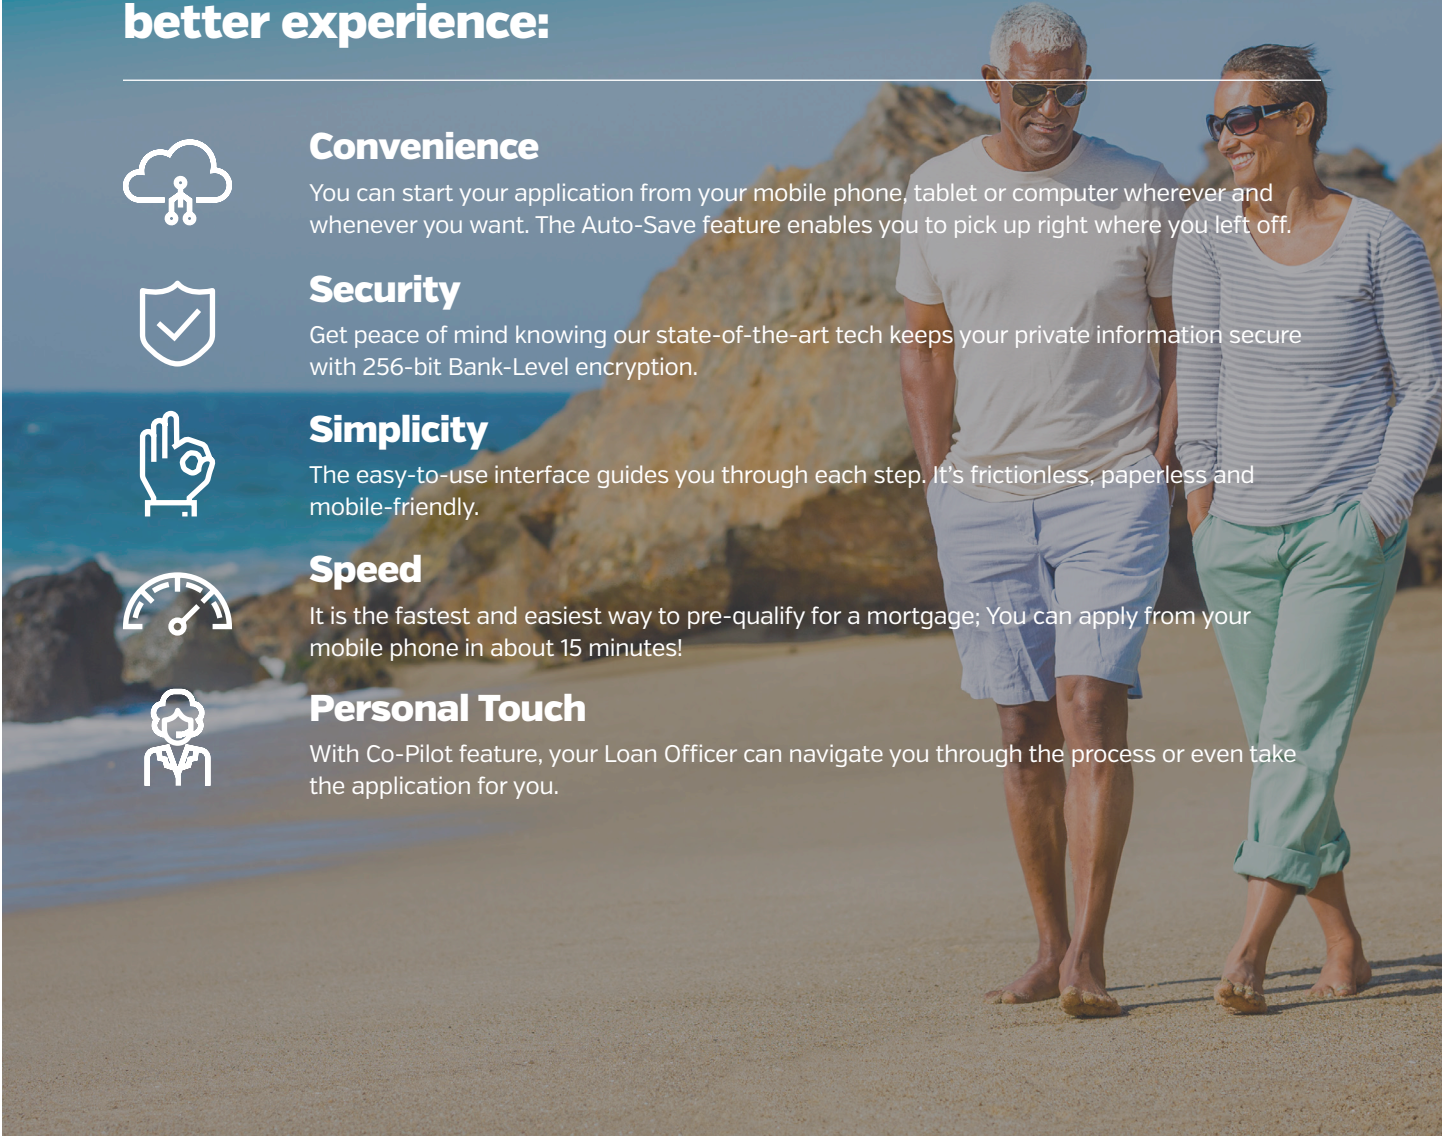 better experience:
Convenience
You can start your application from your mobile phone, tablet or computer wherever and
whenever you want. The Auto-Save feature enables you to pick up right where you left off.
Security
Get peace of mind knowing our state-of-the-art tech keeps your private information secure
with 256-bit Bank-Level encryption.
Simplicity
The easy-to-use interface guides you through each step. It's frictionless, paperless and
mobile-friendly.
Speed
It is the fastest and easiest way to pre-qualify for a mortgage; You can apply from your
mobile phone in about 15 minutes!
Personal Touch
With Co-Pilot feature, your Loan Officer can navigate you through the process or even take
the application for you.